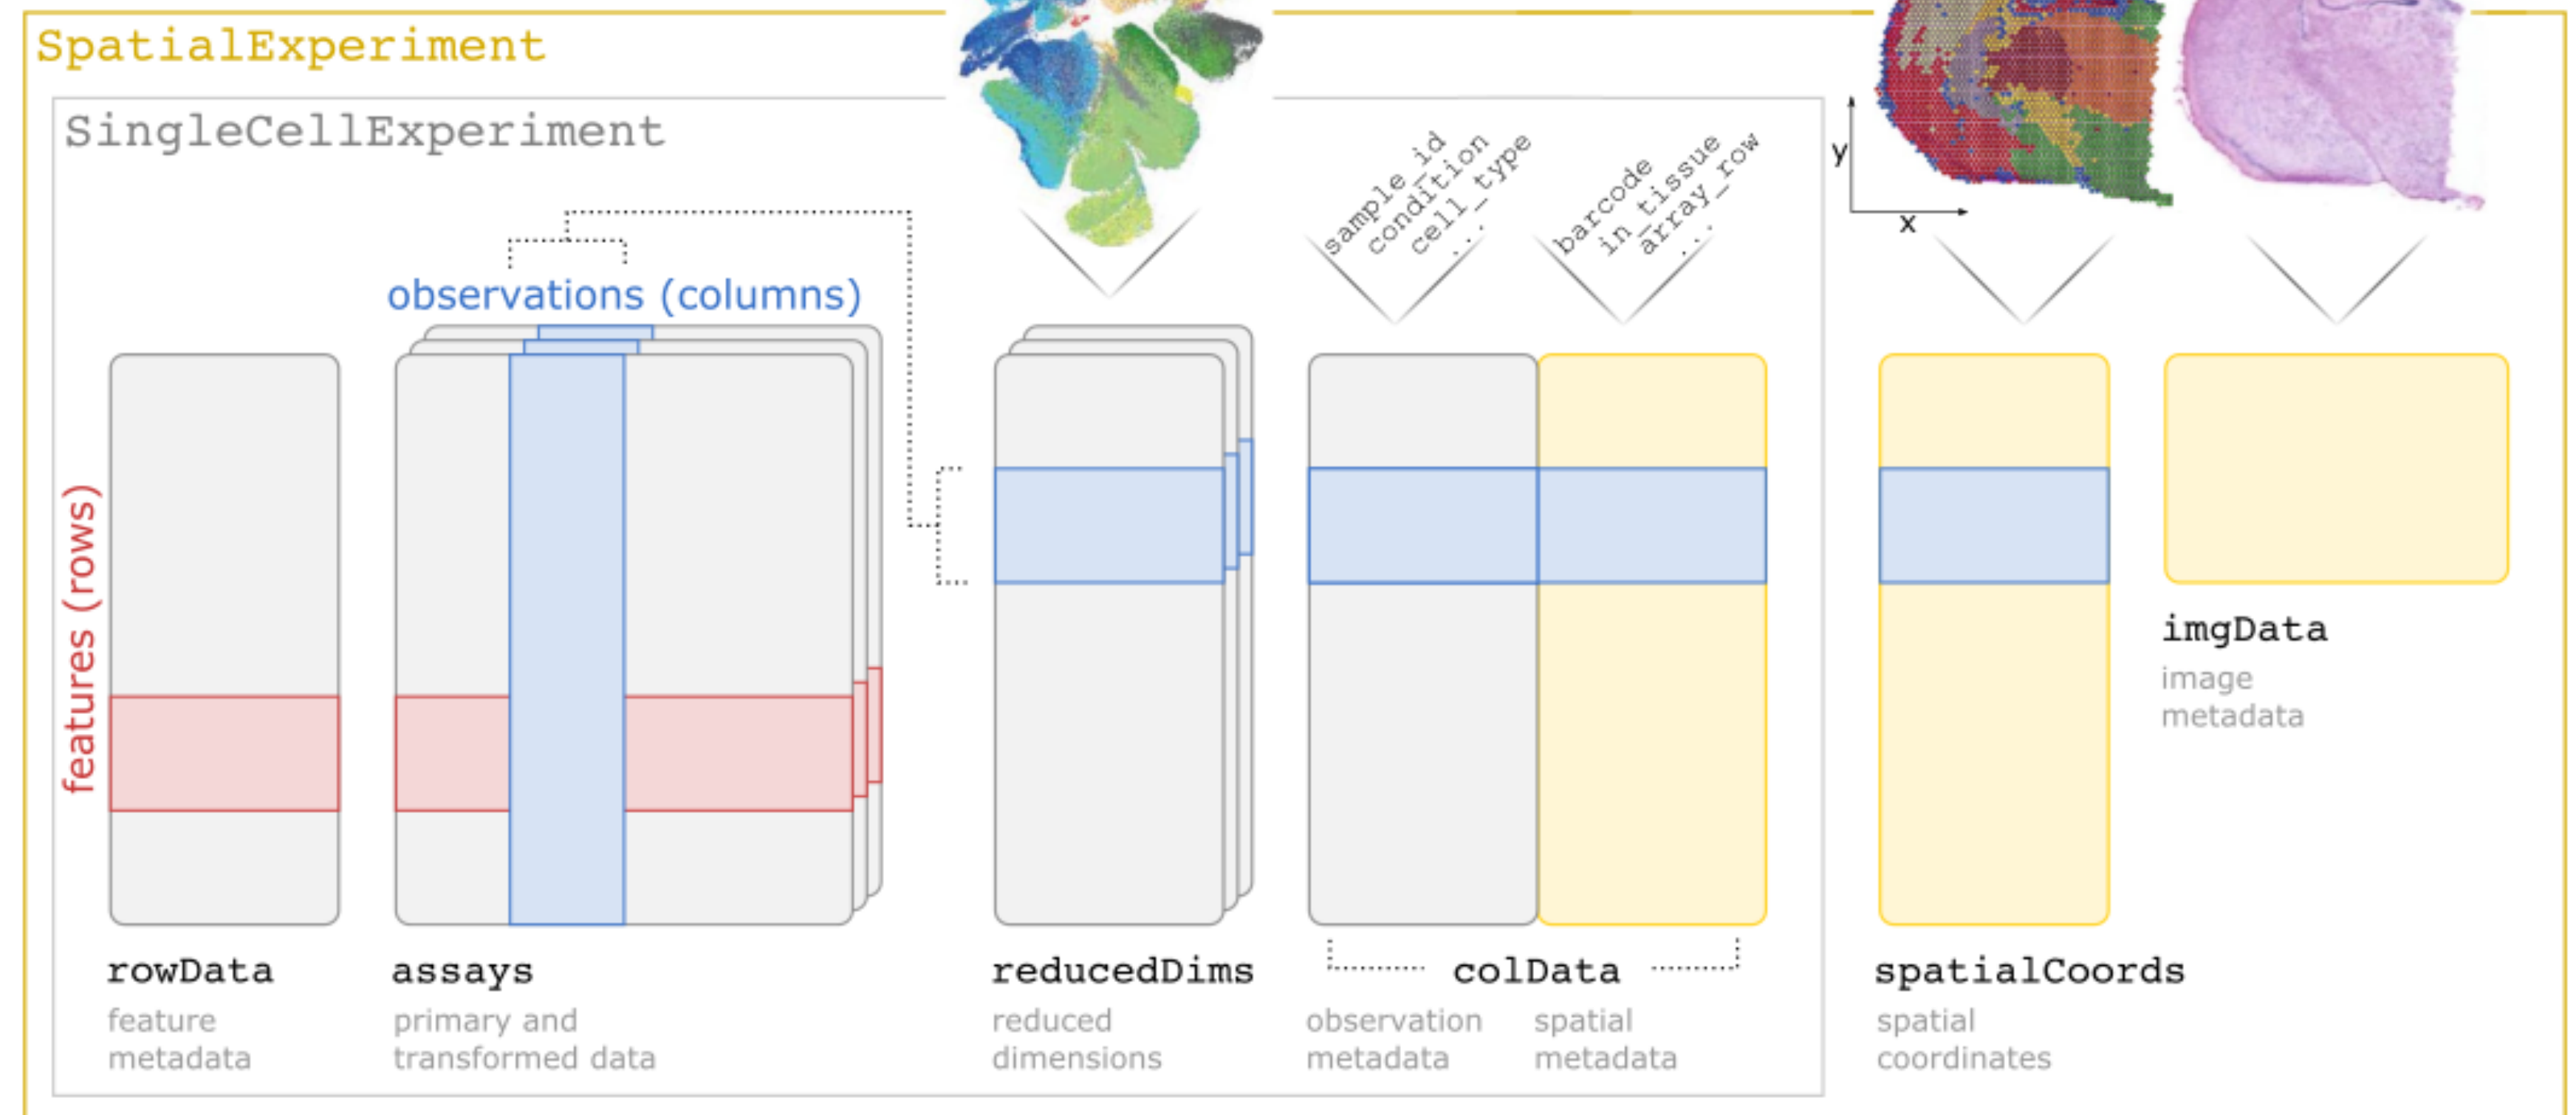 SpatialExperiment
SingleCellExperiment
sample_id
condition
cell_type
...
barcode
in_tissue
array_row
...
y
x
observations (columns)
features (rows)
rowData
feature
metadata
assays
primary and
transformed data
reducedDims
reduced
dimensions
colData
observation
metadata
spatial
metadata
spatialCoords
spatial
coordinates
imgData
image
metadata